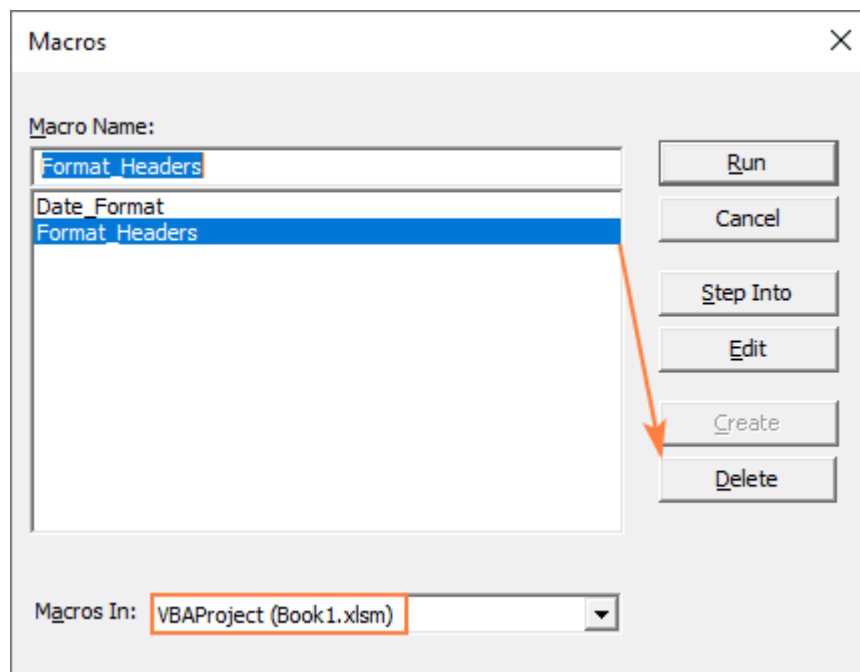 Macros
Macro Name:
Format_Headers
Date_Format
Format_Headers
Run
Cancel
Step Into
Edit
Create
Delete
Macros In:
VBAProject (Book1.xlsm)